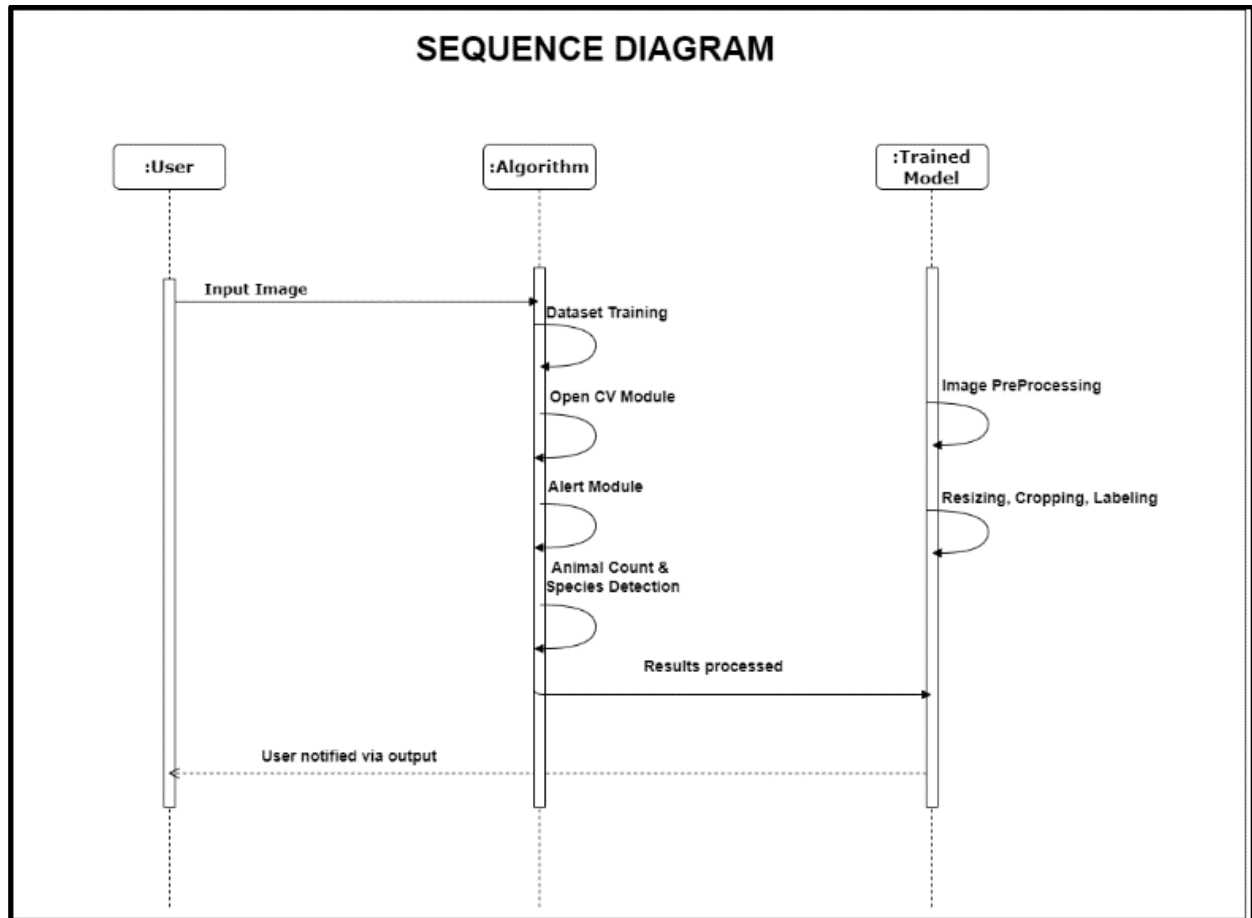 SEQUENCE DIAGRAM
:User
:Algorithm
:Trained
Model
Input Image
Dataset Training
Image PreProcessing
Open CV Module
Alert Module
Resizing, Cropping, Labeling
Animal Count &
Species Detection
Results processed
User notified via output